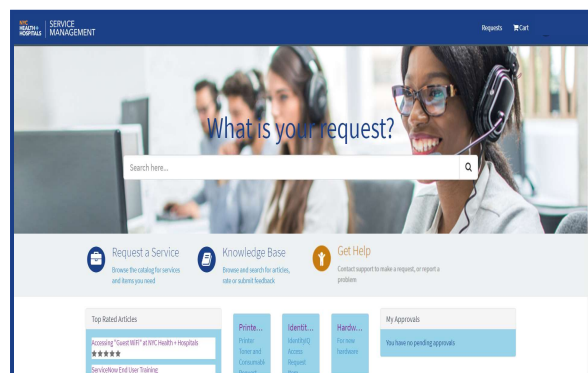 NYC
HEALTH+
HOSPITALS
SERVICE
MANAGEMENT
Requests
Cart
What is your request?
Search here...
Request a Service
Browse the catalog for services
and items you need
Knowledge Base
Browse and search for articles,
rate or submit feedback
Get Help
Contact support to make a request, or report a
problem
Top Rated Articles
Accessing "Guest WiFi" at NYC Health + Hospitals
ServiceNow End User Training
Printe...
Printer
Toner and
Consumabl
Identit...
IdentityIQ
Access
Request
Hardw...
For new
hardware
My Approvals
You have no pending approvals